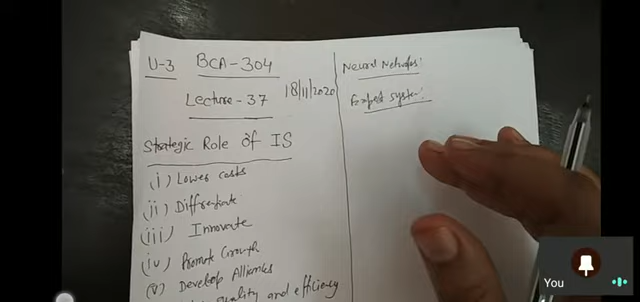 U-3 BCA-304
Lecture-37 18/11/2020
Strategic Role of IS
(i) Lower costs
(ii) Diffrentiate
(iii) Innovate
(iv) Promote Growth
(v) Develop Alliances
quality and efficiency
Neural Networks:
Expert System:
You